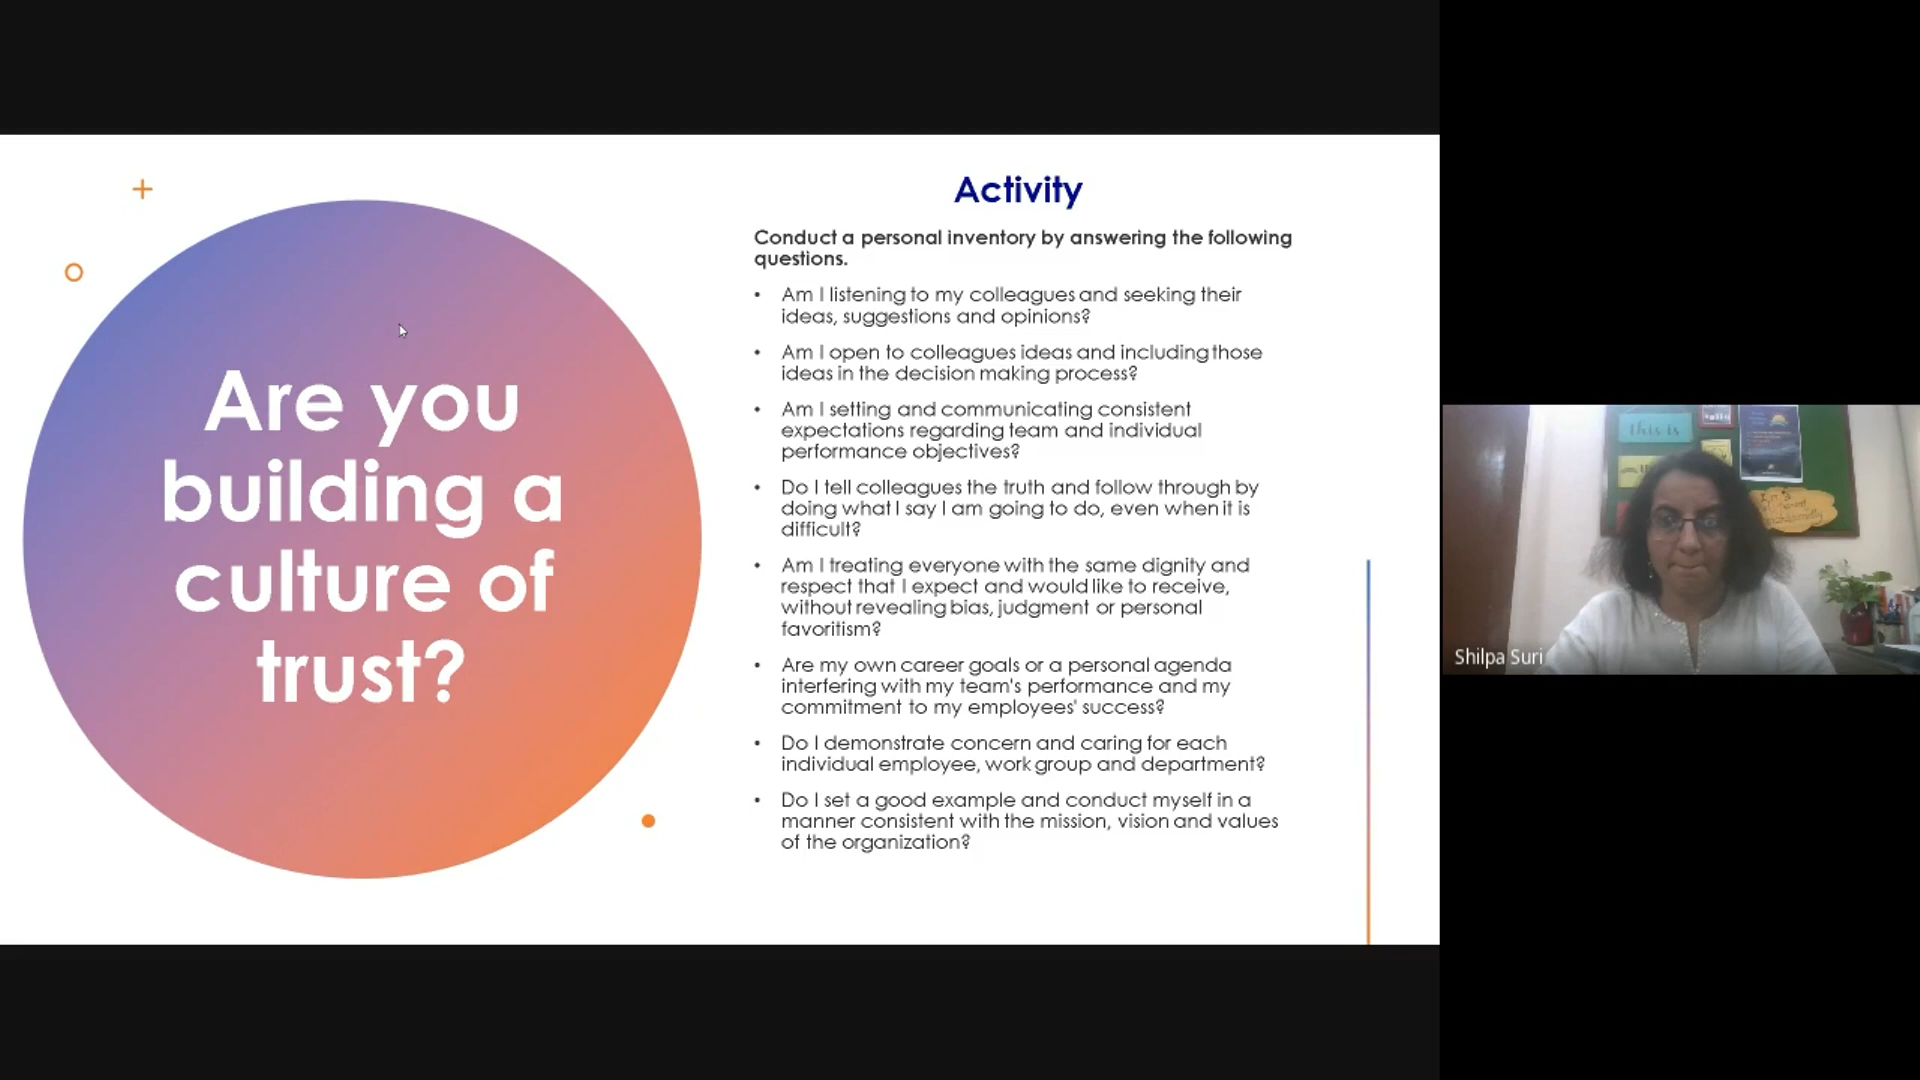 Are you
building a
culture of
trust?
Activity
Conduct a personal inventory by answering the following
questions.
• Am I listening to my colleagues and seeking their
ideas, suggestions and opinions?
• Am I open to colleagues ideas and including those
ideas in the decision making process?
• Am I setting and communicating consistent
expectations regarding team and individual
performance objectives?
• Do I tell colleagues the truth and follow through by
doing what I say I am going to do, even when it is
difficult?
• Am I treating everyone with the same dignity and
respect that I expect and would like to receive,
without revealing bias, judgment or personal
favoritism?
• Are my own career goals or a personal agenda
interfering with my team's performance and my
commitment to my employees' success?
• Do I demonstrate concern and caring for each
individual employee, work group and department?
• Do I set a good example and conduct myself in a
manner consistent with the mission, vision and values
of the organization?
this is
Shilpa Suri